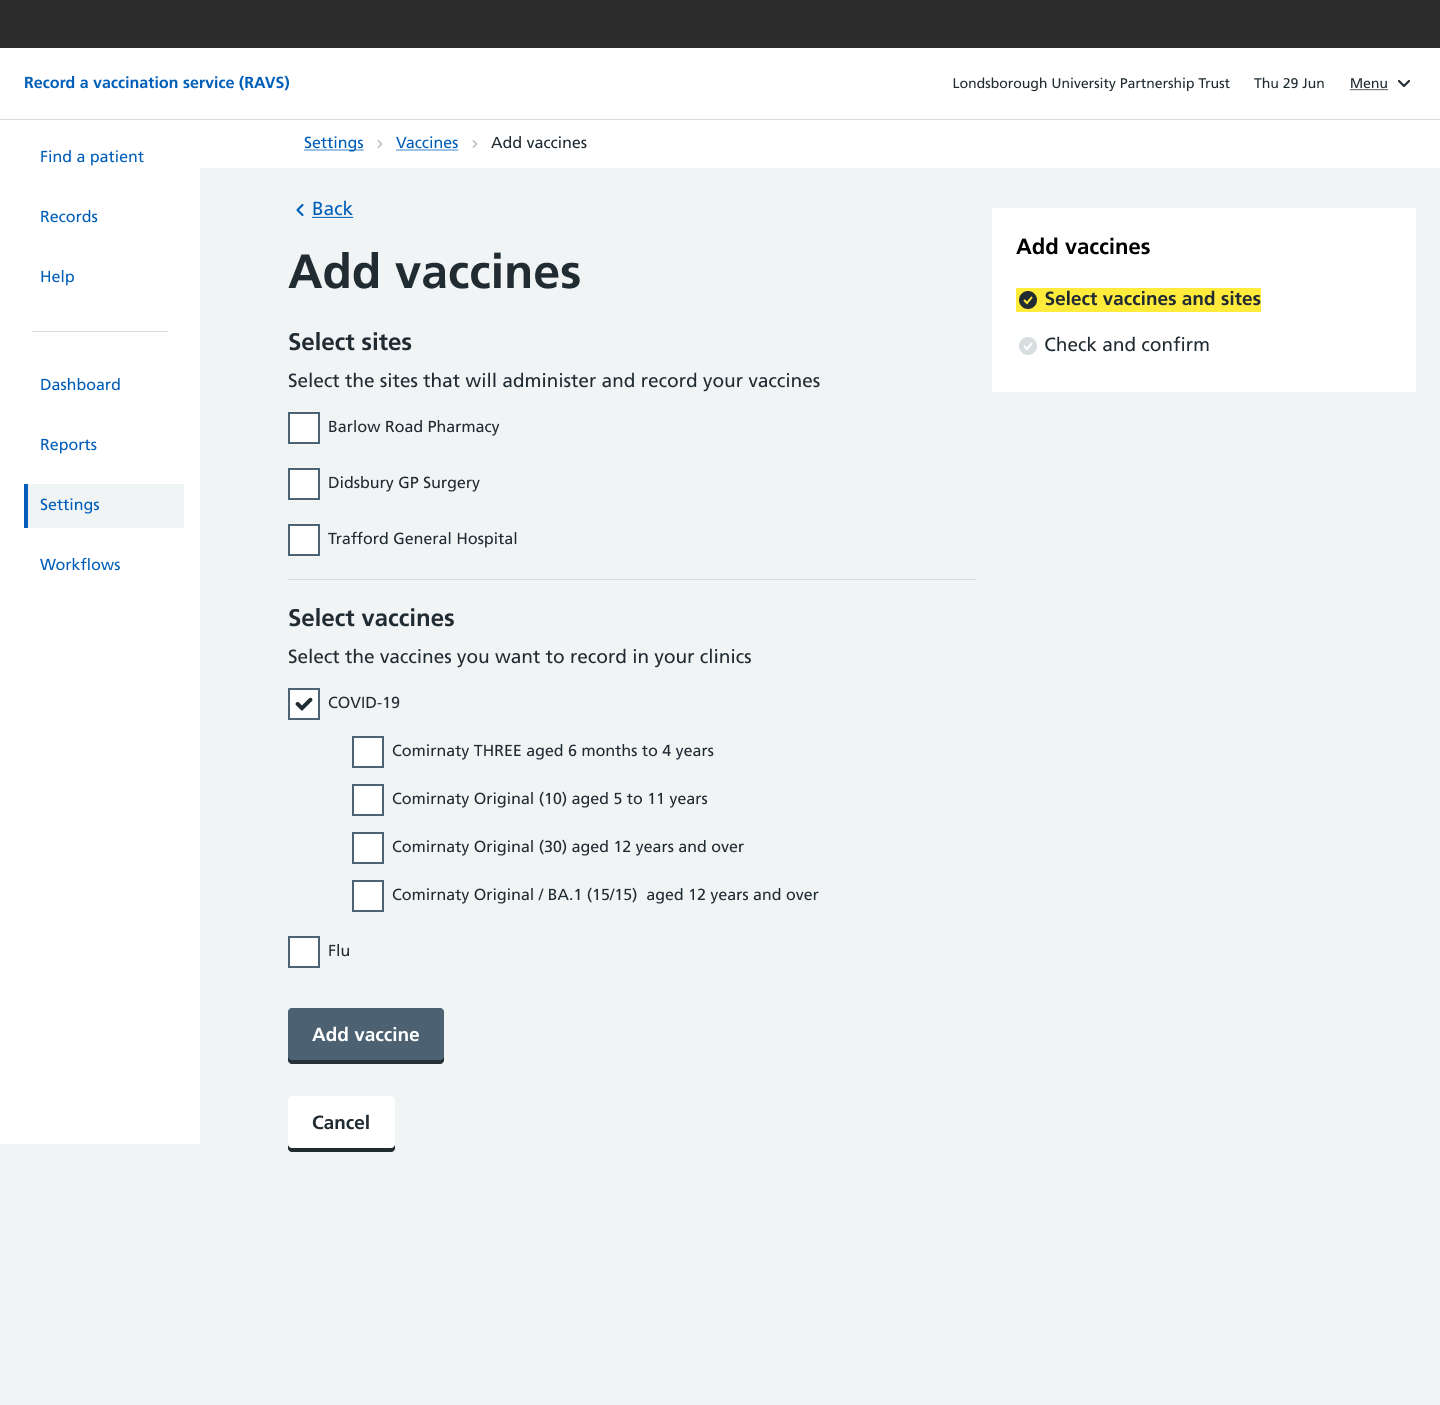 Record a vaccination service (RAVS)
Londsborough University Partnership Trust
Thu 29 Jun
Menu
Find a patient
Records
Help
Dashboard
Reports
Settings
Workflows
Settings > Vaccines > Add vaccines
Back
Add vaccines
Select sites
Select the sites that will administer and record your vaccines
Barlow Road Pharmacy
Didsbury GP Surgery
Trafford General Hospital
Select vaccines
Select the vaccines you want to record in your clinics
COVID-19
Comirnaty THREE aged 6 months to 4 years
Comirnaty Original (10) aged 5 to 11 years
Comirnaty Original (30) aged 12 years and over
Comirnaty Original / BA.1 (15/15)  aged 12 years and over
Flu
Add vaccine
Cancel
Add vaccines
Select vaccines and sites
Check and confirm